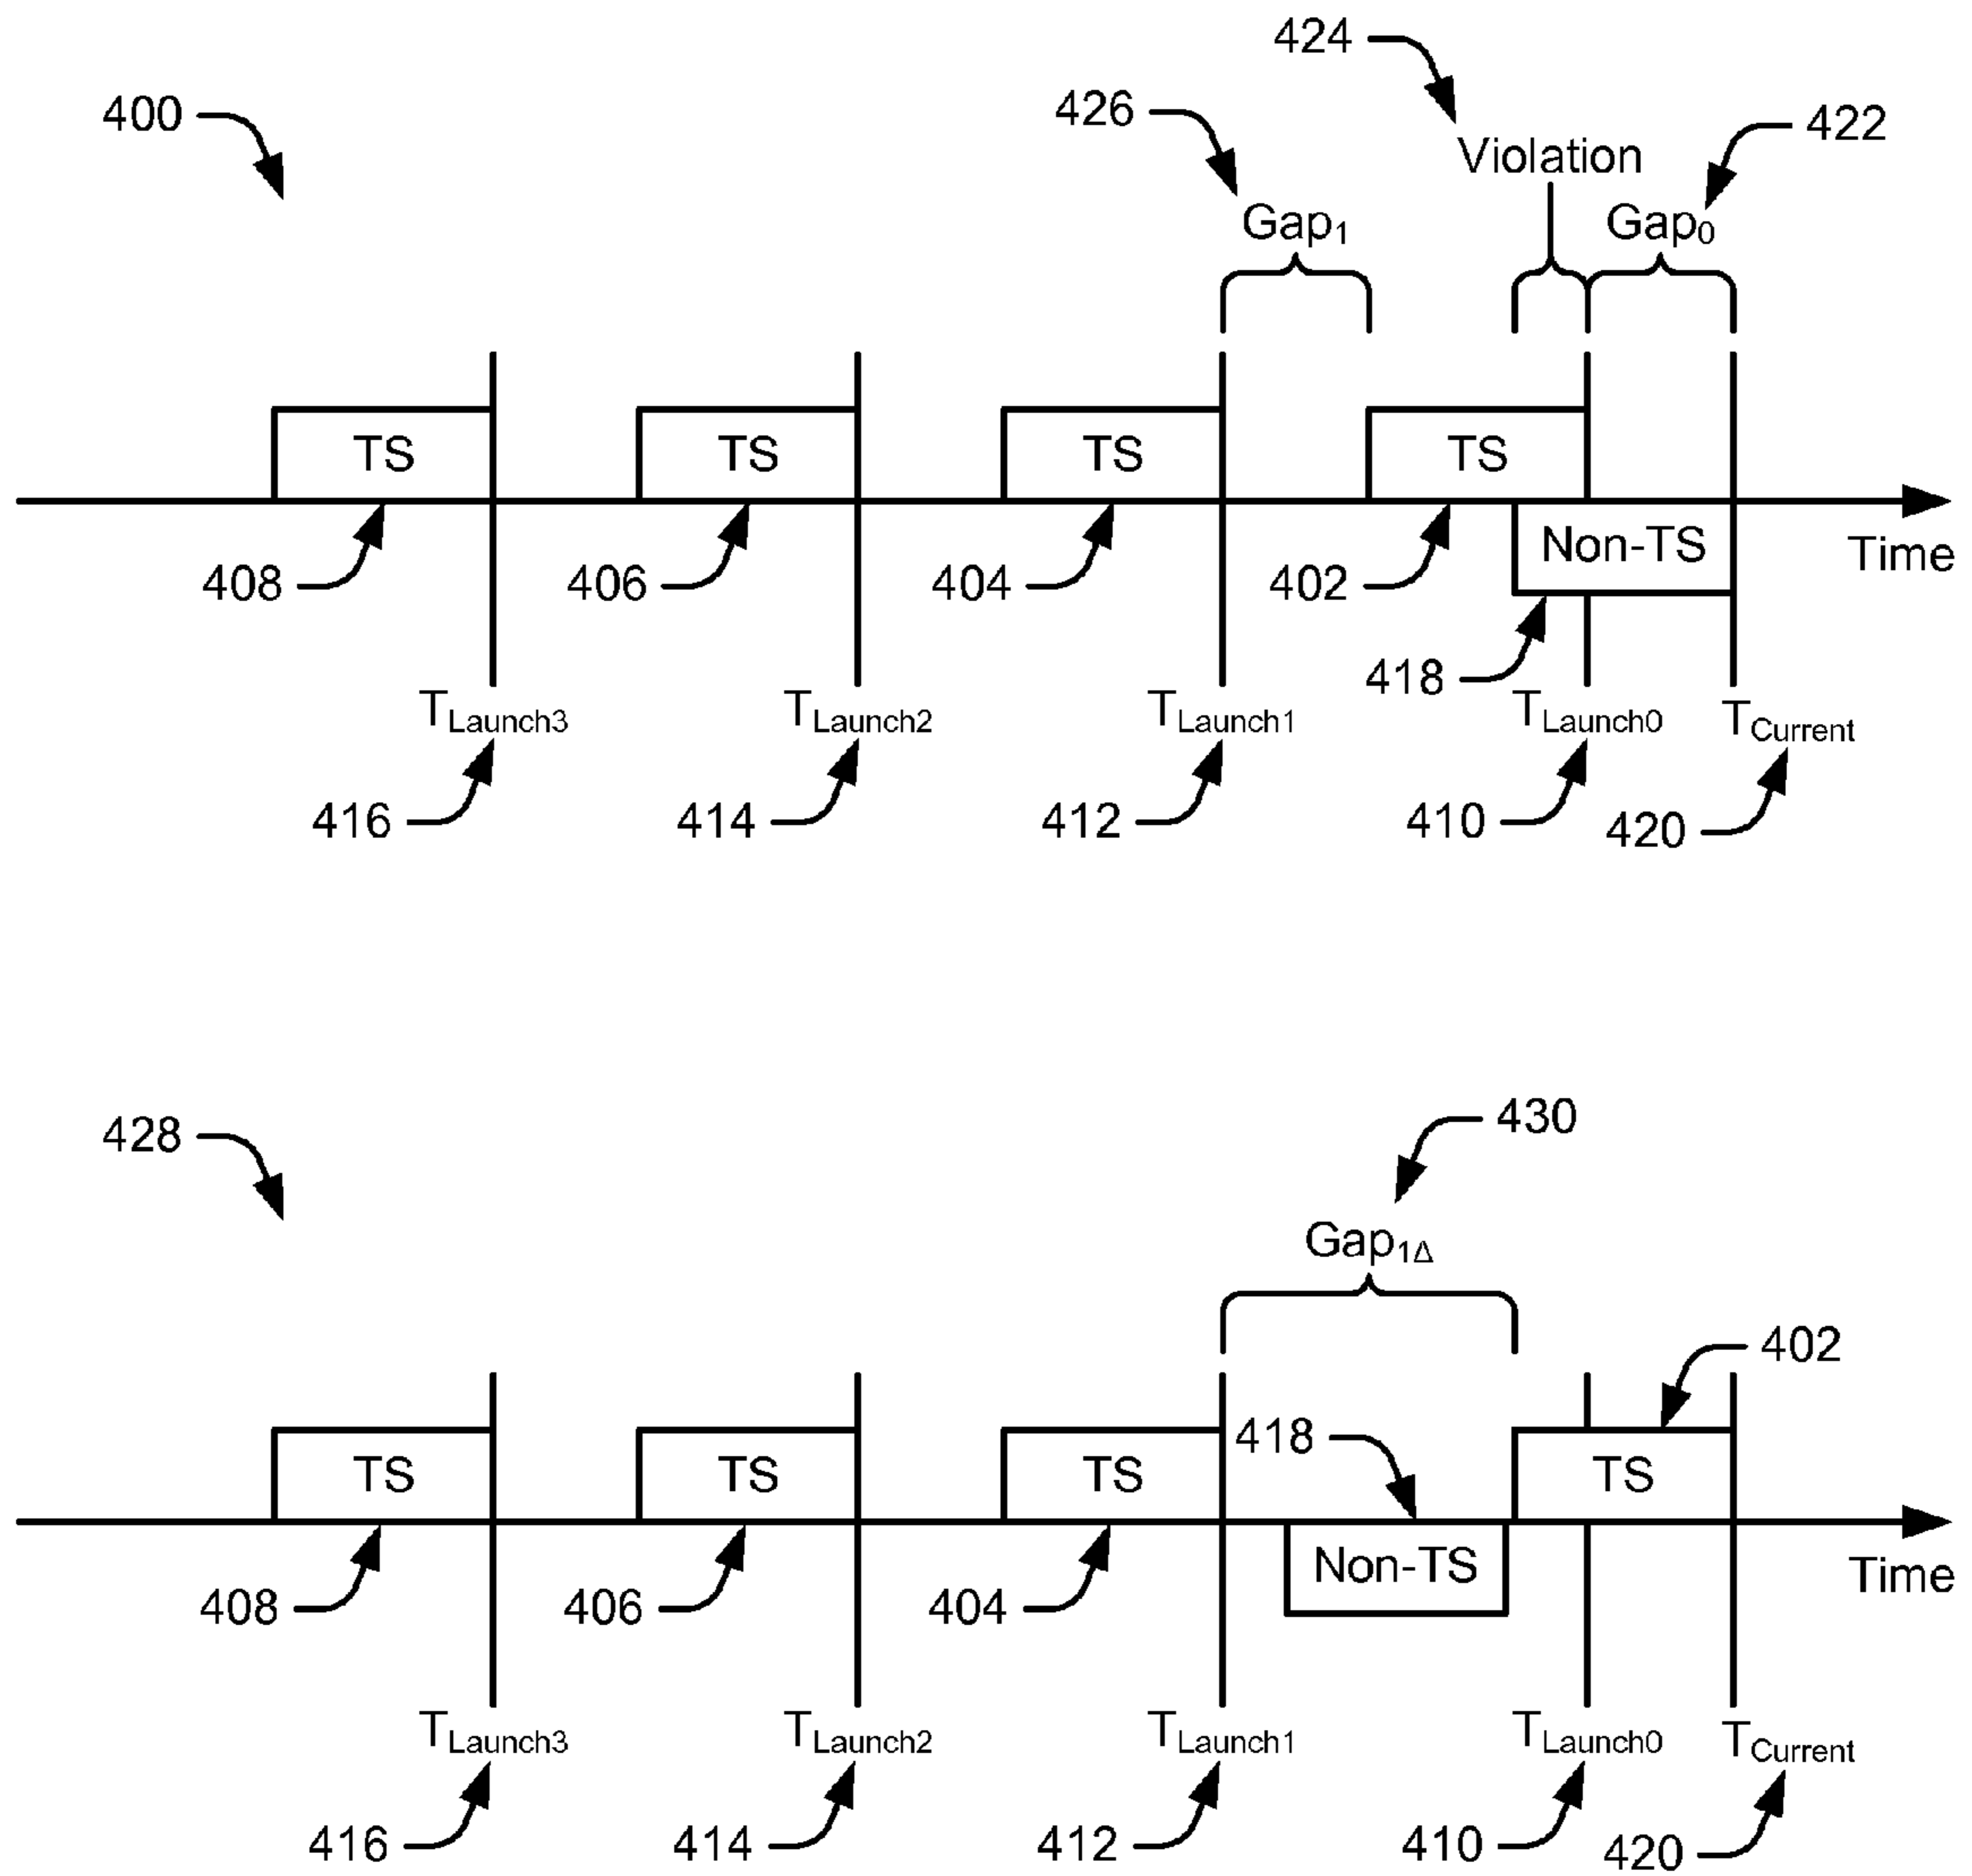 424
426
422
400
Violation
Gap1
Gap0
TS TS TS TS
Non-TS
Time
408 406 404 402
418
TLaunch3 TLaunch2 TLaunch1 TLaunch0 TCurrent
416 414 412 410 420
430
428
Gap1Δ
402
418
TS TS TS TS
Non-TS
Time
408 406 404
TLaunch3 TLaunch2 TLaunch1 TLaunch0 TCurrent
416 414 412 410 420